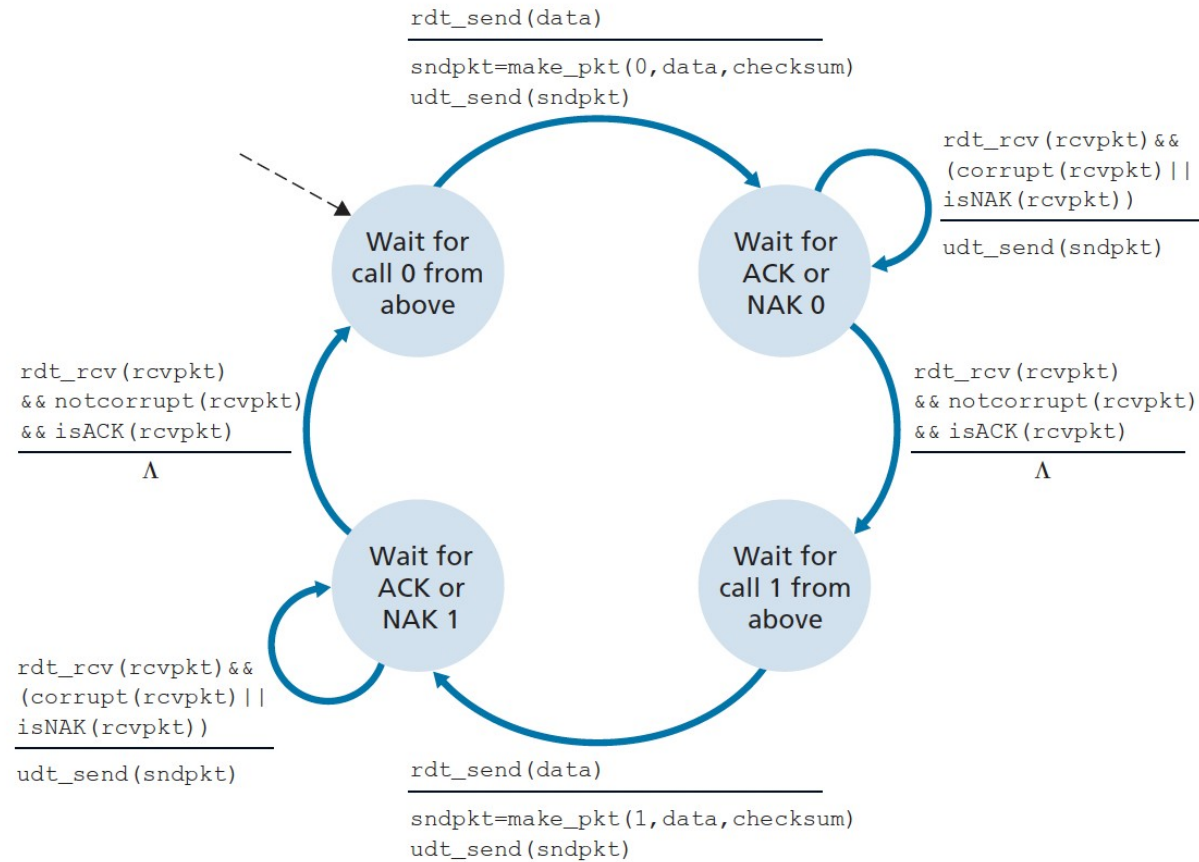 rdt_send(data)
sndpkt=make_pkt(0,data,checksum)
udt_send(sndpkt)
rdt_rcv(rcvpkt)&&
(corrupt(rcvpkt)||
isNAK(rcvpkt))
udt_send(sndpkt)
Wait for
call 0 from
above
Wait for
ACK or
NAK 0
rdt_rcv(rcvpkt)
&& notcorrupt(rcvpkt)
&& isACK(rcvpkt)
Λ
rdt_rcv(rcvpkt)
&& notcorrupt(rcvpkt)
&& isACK(rcvpkt)
Λ
Wait for
ACK or
NAK 1
Wait for
call 1 from
above
rdt_rcv(rcvpkt)&&
(corrupt(rcvpkt)||
isNAK(rcvpkt))
udt_send(sndpkt)
rdt_send(data)
sndpkt=make_pkt(1,data,checksum)
udt_send(sndpkt)